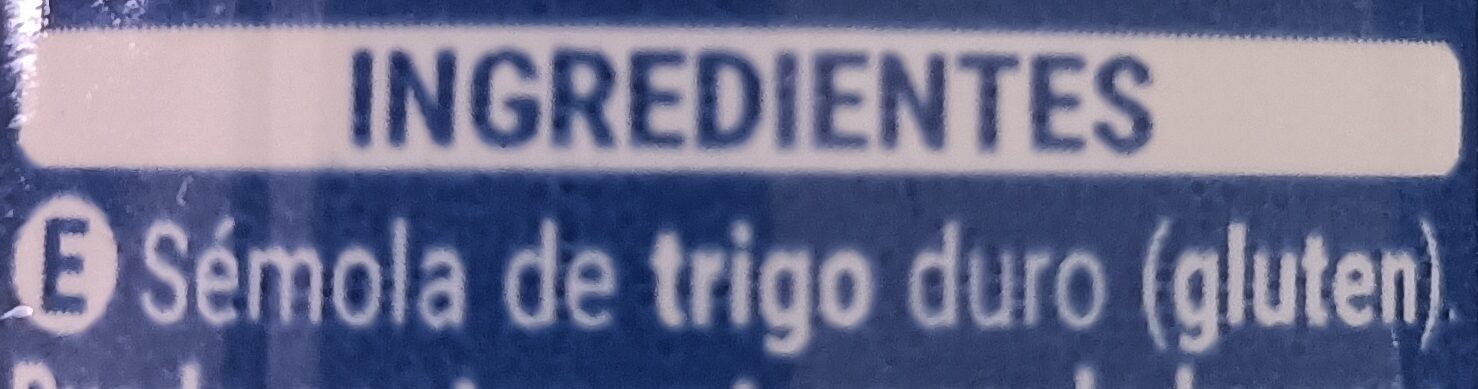 INGREDIENTES
E Sémola de trigo duro (gluten).